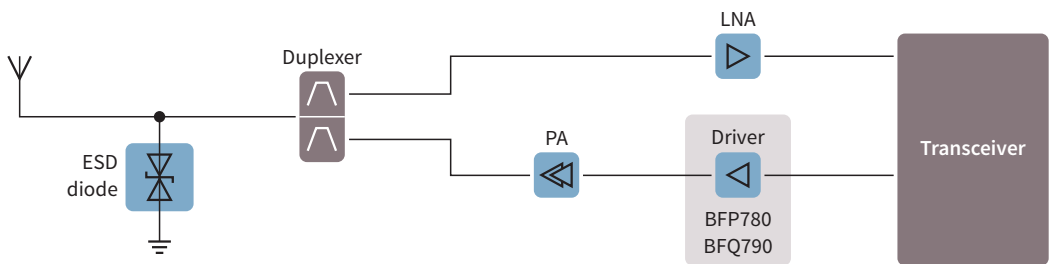 LNA
Duplexer
PA
Driver
Transceiver
ESD
diode
BFP780
BFQ790